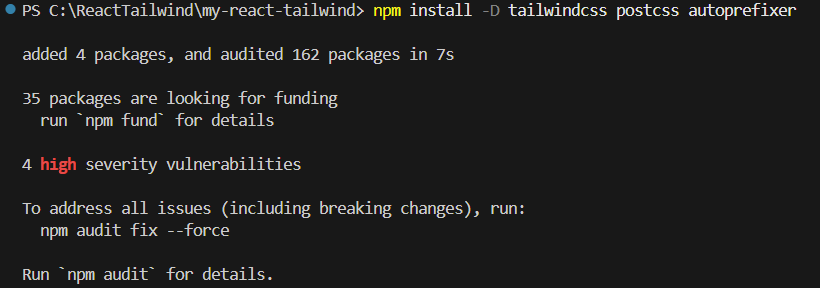 PS C:\ReactTailwind\my-react-tailwind> npm install -D tailwindcss postcss autoprefixer
added 4 packages, and audited 162 packages in 7s
35 packages are looking for funding
run `npm fund` for details
4 high severity vulnerabilities
To address all issues (including breaking changes), run:
npm audit fix --force
Run `npm audit` for details.